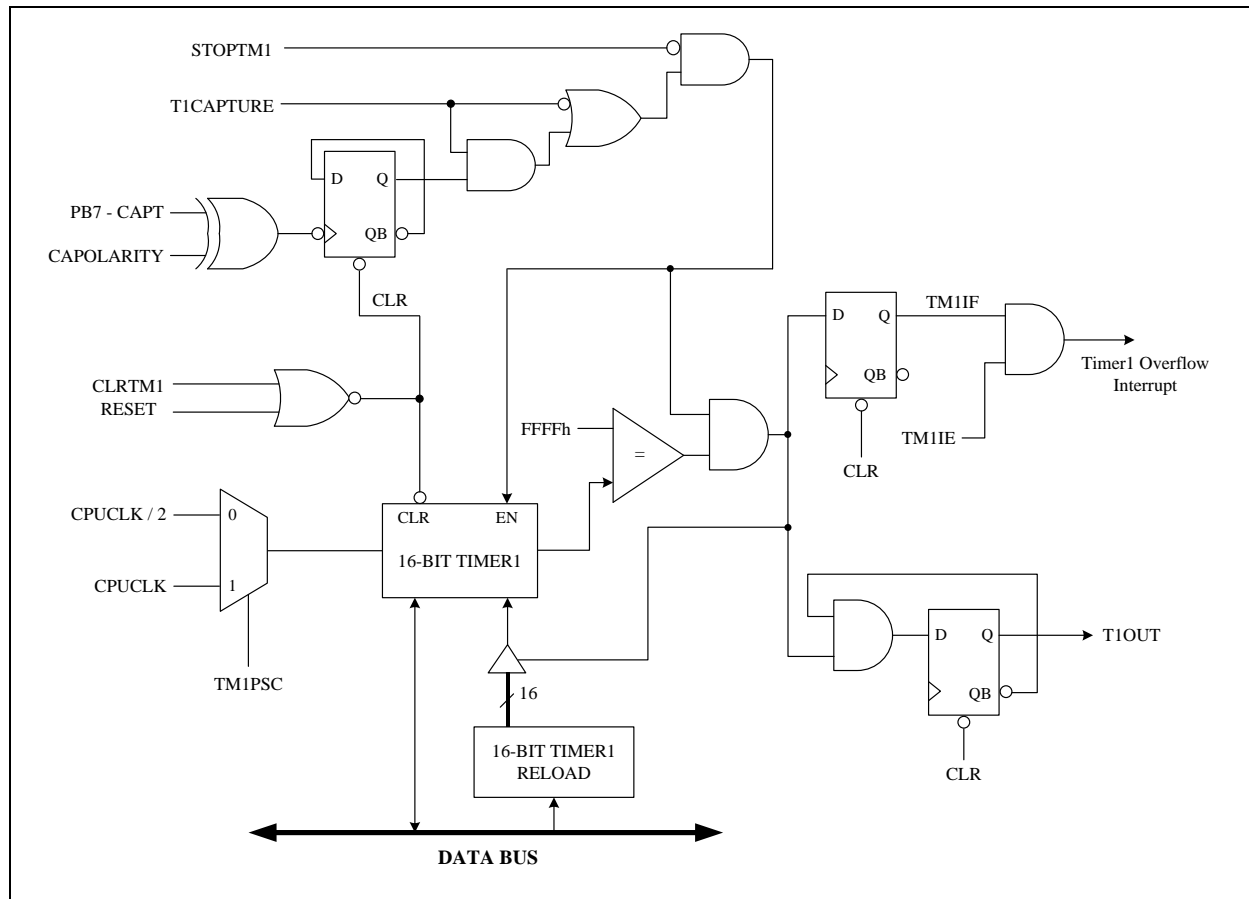 STOPTM1
T1CAPTURE
D
Q
QB
PB7 - CAPT
CAPOLARITY
CLR
CLRTM1
RESET
D
Q
QB
TM1IF
Timer1 Overflow
Interrupt
TM1IE
CLR
FFFFh
=
CPUCLK / 2
0
CPUCLK
1
TM1PSC
CLR
EN
16-BIT TIMER1
16
16-BIT TIMER1
RELOAD
D
Q
QB
T1OUT
CLR
DATA BUS